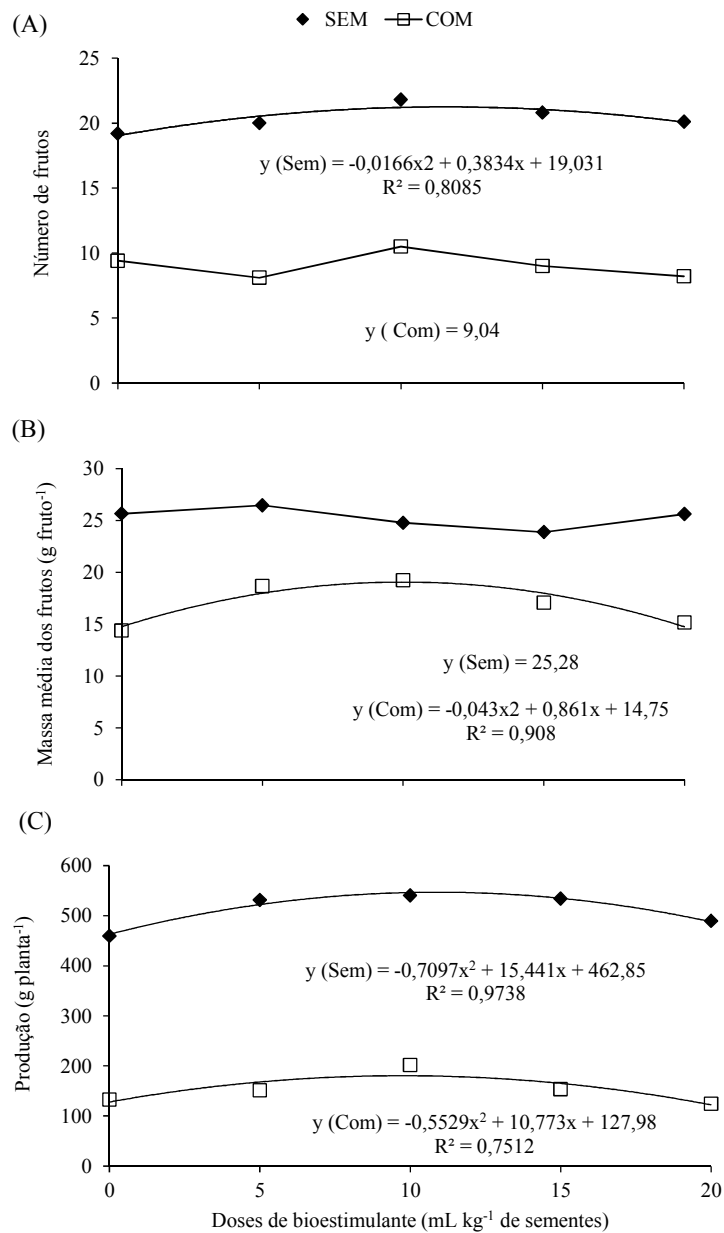 (A)
SEM COM
Número de frutos
25
20
15
10
5
0
y (Sem) = -0,0166x2 + 0,3834x + 19,031
R² = 0,8085
y ( Com) = 9,04
(B)
Massa média dos frutos (g fruto⁻¹)
30
25
20
15
10
5
0
y (Sem) = 25,28
y (Com) = -0,043x2 + 0,861x + 14,75
R² = 0,908
(C)
Produção (g planta⁻¹)
600
500
400
300
200
100
0
y (Sem) = -0,7097x² + 15,441x + 462,85
R² = 0,9738
y (Com) = -0,5529x² + 10,773x + 127,98
R² = 0,7512
0 5 10 15 20
Doses de bioestimulante (mL kg⁻¹ de sementes)